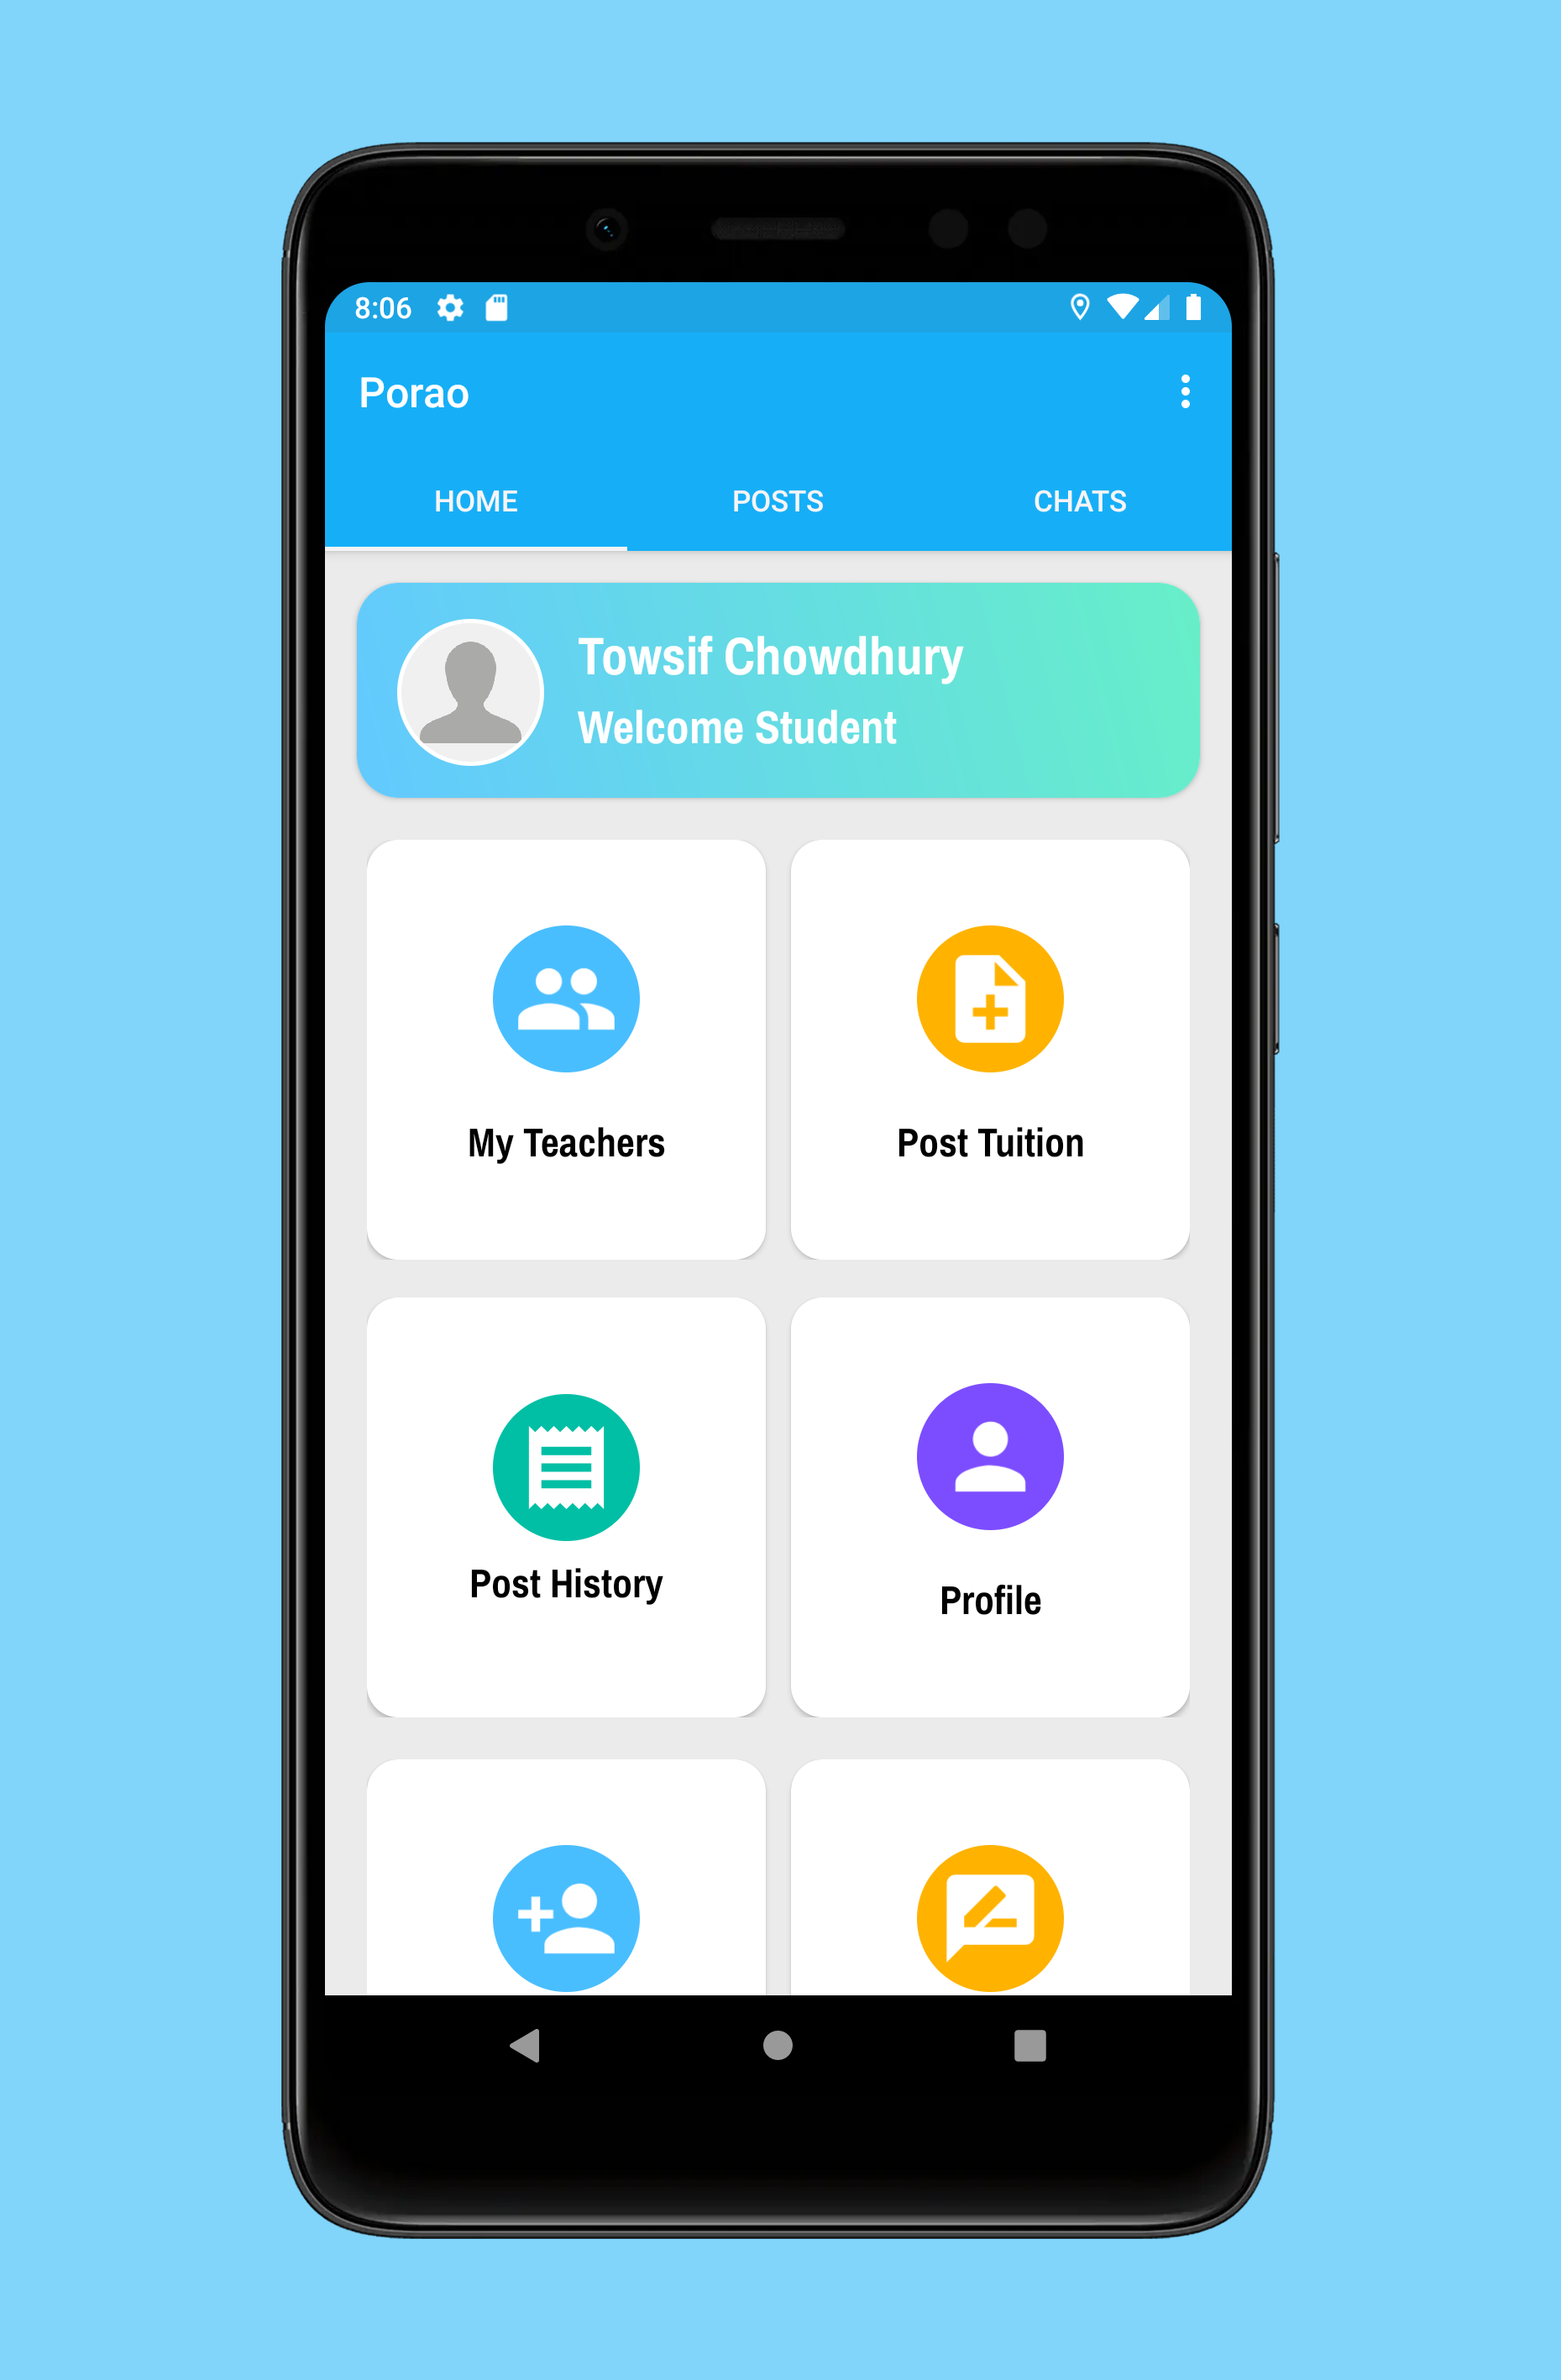 8:06
Porao
HOME
POSTS
CHATS
Towsif Chowdhury
Welcome Student
My Teachers
Post Tuition
Post History
Profile